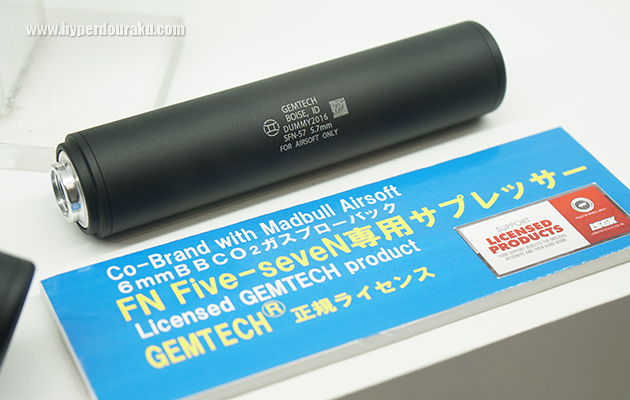 www.hyperdouraku.com
GEMTECH
BOISE, ID
DUMMY2016
SFN-57 5.7mm
FOR AIRSOFT ONLY
Co-Brand with Madbull Airsoft
6mmBBCO2ガスブローバック
FN Five-seveN専用サプレッサー
Licensed GEMTECH product
GEMTECH® 正規ライセンス
SUPPORT
LICENSED
PRODUCTS